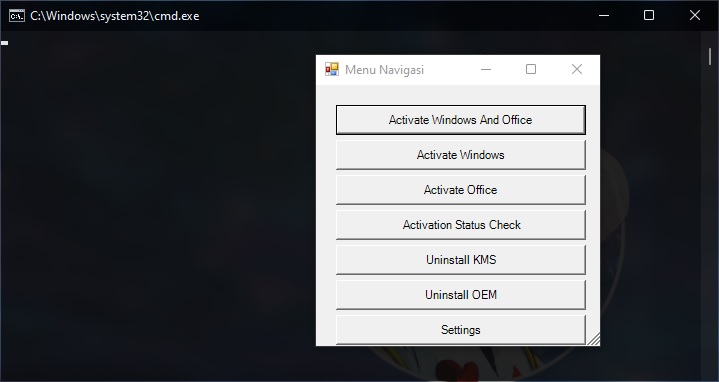 C:\Windows\system32\cmd.exe
Menu Navigasi
Activate Windows And Office
Activate Windows
Activate Office
Activation Status Check
Uninstall KMS
Uninstall OEM
Settings